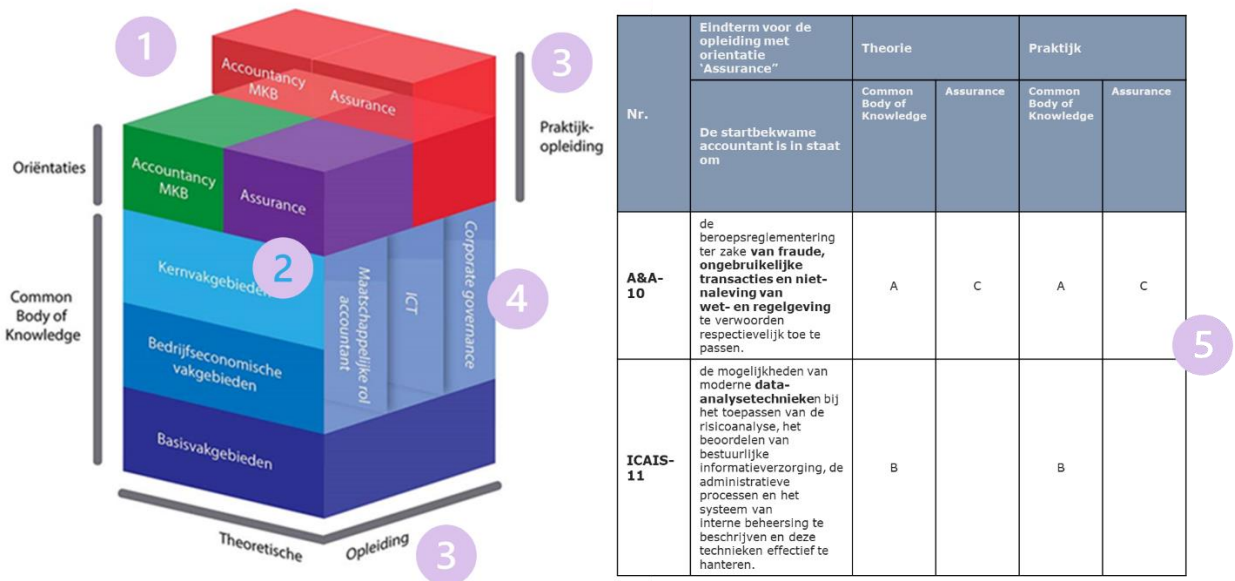 1
Accountancy
MKB
Assurance
3
Praktijk-
opleiding
Oriëntaties
Accountancy
MKB
Assurance
Common
Body of
Knowledge
Kernvakgebieden
2
Bedrijfseconomische
vakgebieden
Basisvakgebieden
Maatschappelijke rol
accountant
ICT
Corporate governance
4
Theoretische
Opleiding
3
Nr.
Eindterm voor de
opleiding met
orientatie
‘Assurance”
Theorie
Praktijk
De startbekwame
accountant is in staat
om
Common
Body of
Knowledge
Assurance
Common
Body of
Knowledge
Assurance
A&A-
10
de
beroepsreglementering
ter zake van fraude,
ongebruikelijke
transacties en niet-
naleving van
wet- en regelgeving
te verwoorden
respectievelijk toe te
passen.
A
C
A
C
5
ICAIS-
11
de mogelijkheden van
moderne data-
analysetechnieken bij
het toepassen van de
risicoanalyse, het
beoordelen van
bestuurlijke
informatieverzorging, de
administratieve
processen en het
systeem van
interne beheersing te
beschrijven en deze
technieken effectief te
hanteren.
B
B